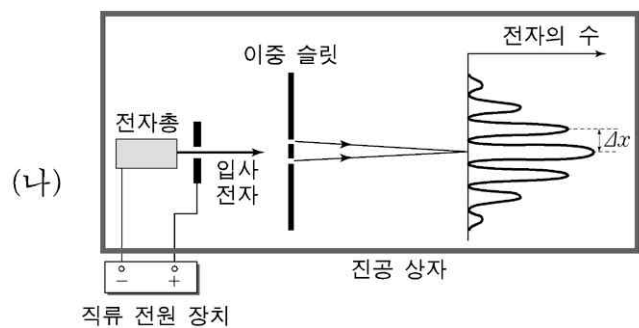 전자의 수
이중 슬릿
전자총
Δx
입사
전자
(나)
− +
진공 상자
직류 전원 장치